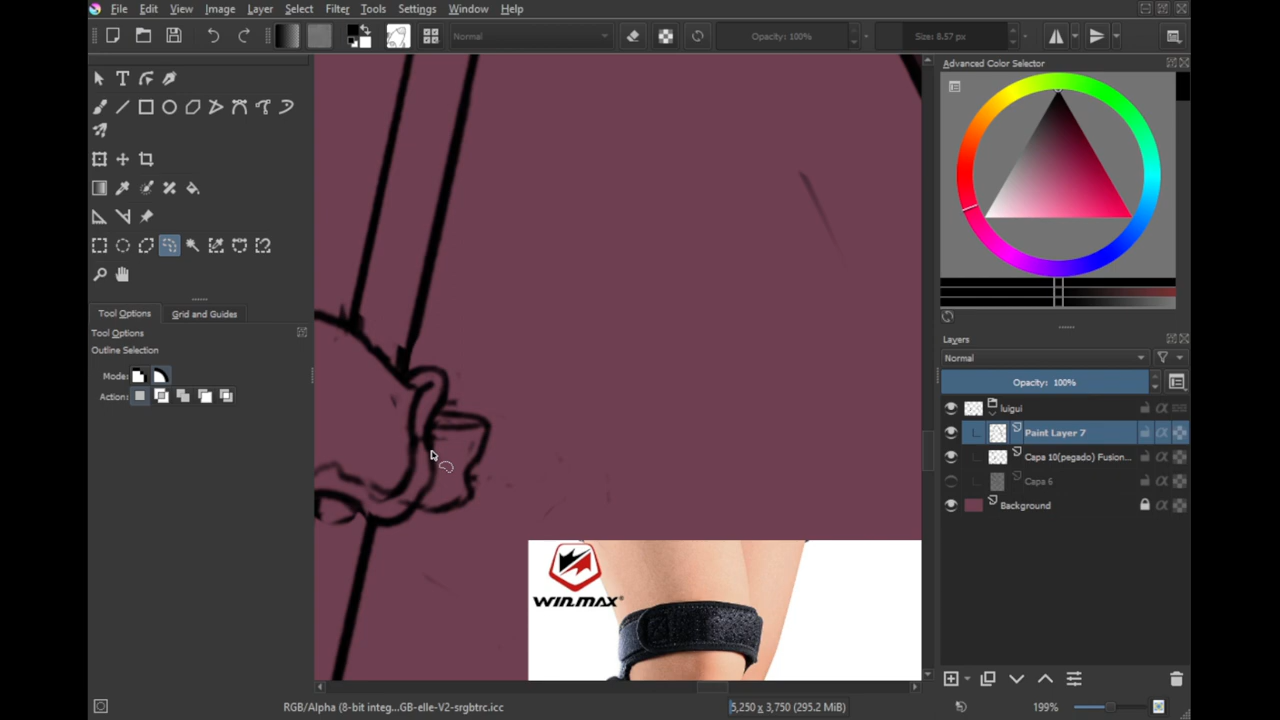 File Edit View Image Layer Select Filter Tools Settings Window Help
Normal
Opacity: 100%
Size: 8.57 px
Advanced Color Selector
Tool Options
Grid and Guides
Tool Options
Outline Selection
Mode:
Action:
WINMAX®
Layers
Normal
Opacity: 100%
luigui
Paint Layer 7
Capa 10(pegado) Fusion...
Capa 6
Background
RGB/Alpha (8-bit integ...GB-elle-V2-srgbtrc.icc
5,250 x 3,750 (295.2 MiB)
199%